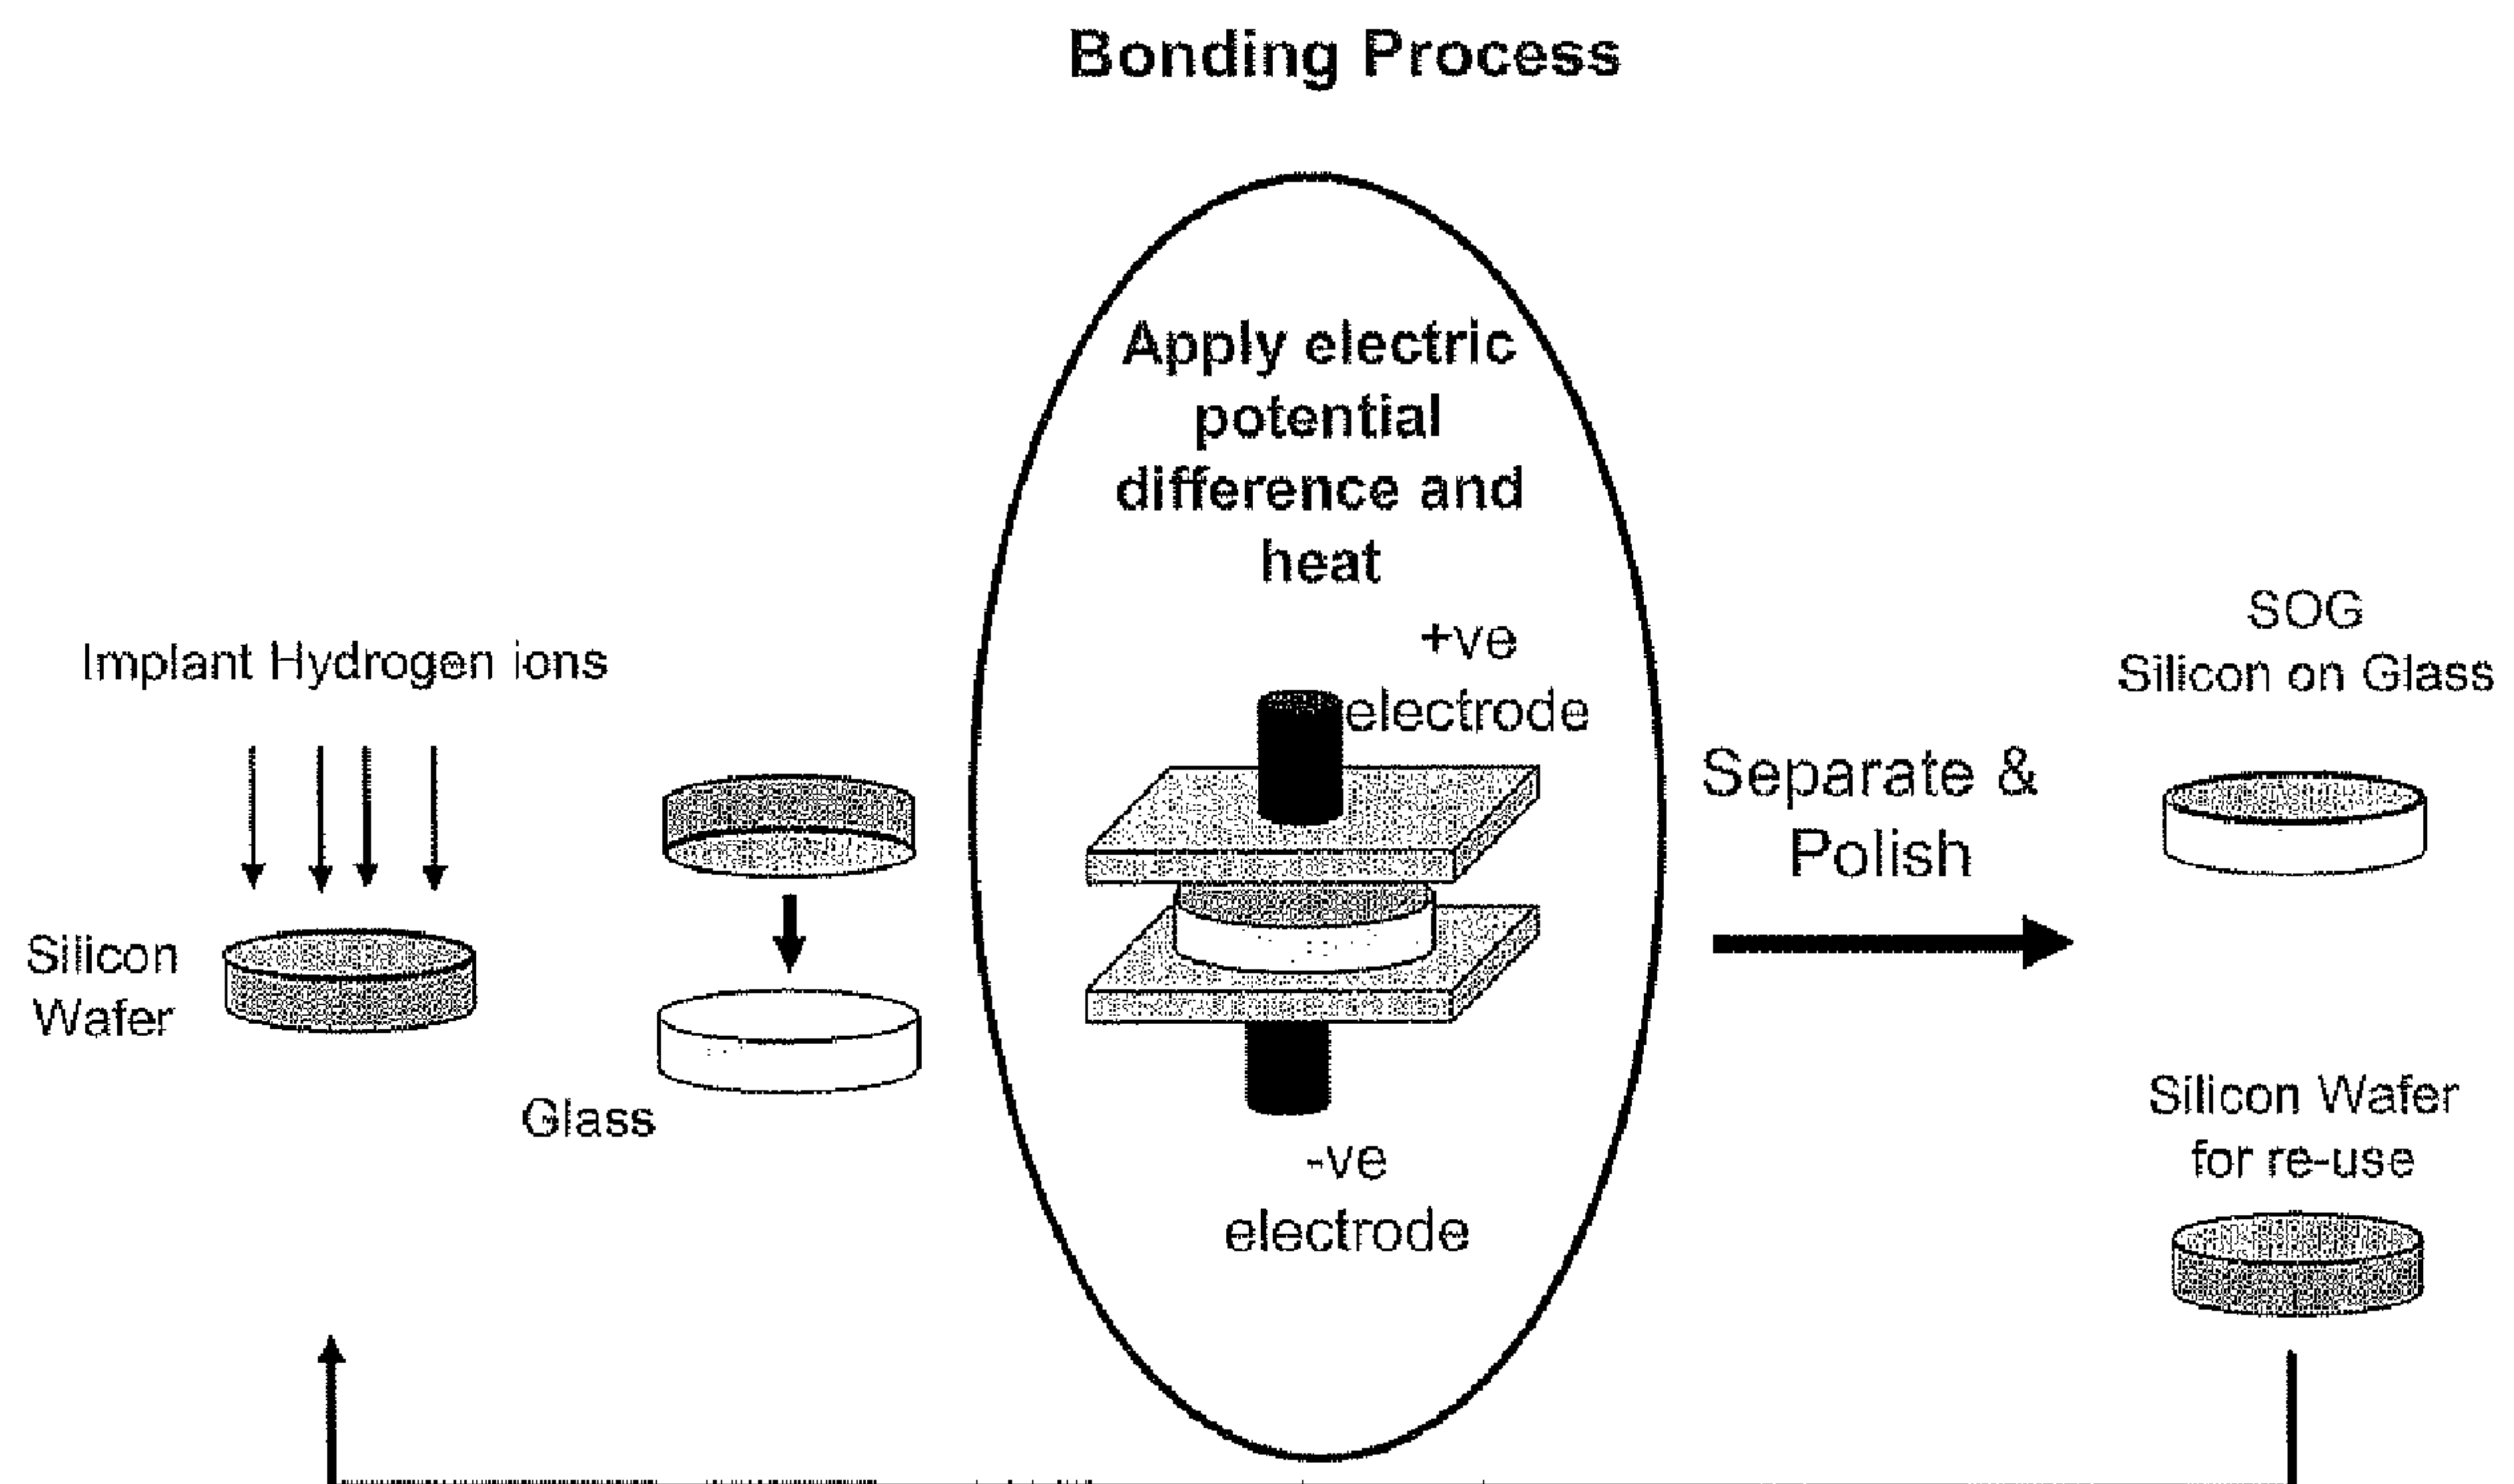 Bonding Process
Apply electric
potential
difference and
heat
+ve
electrode
-ve
electrode
Implant Hydrogen ions
Silicon
Wafer
Glass
Separate &
Polish
SOG
Silicon on Glass
Silicon Wafer
for re-use